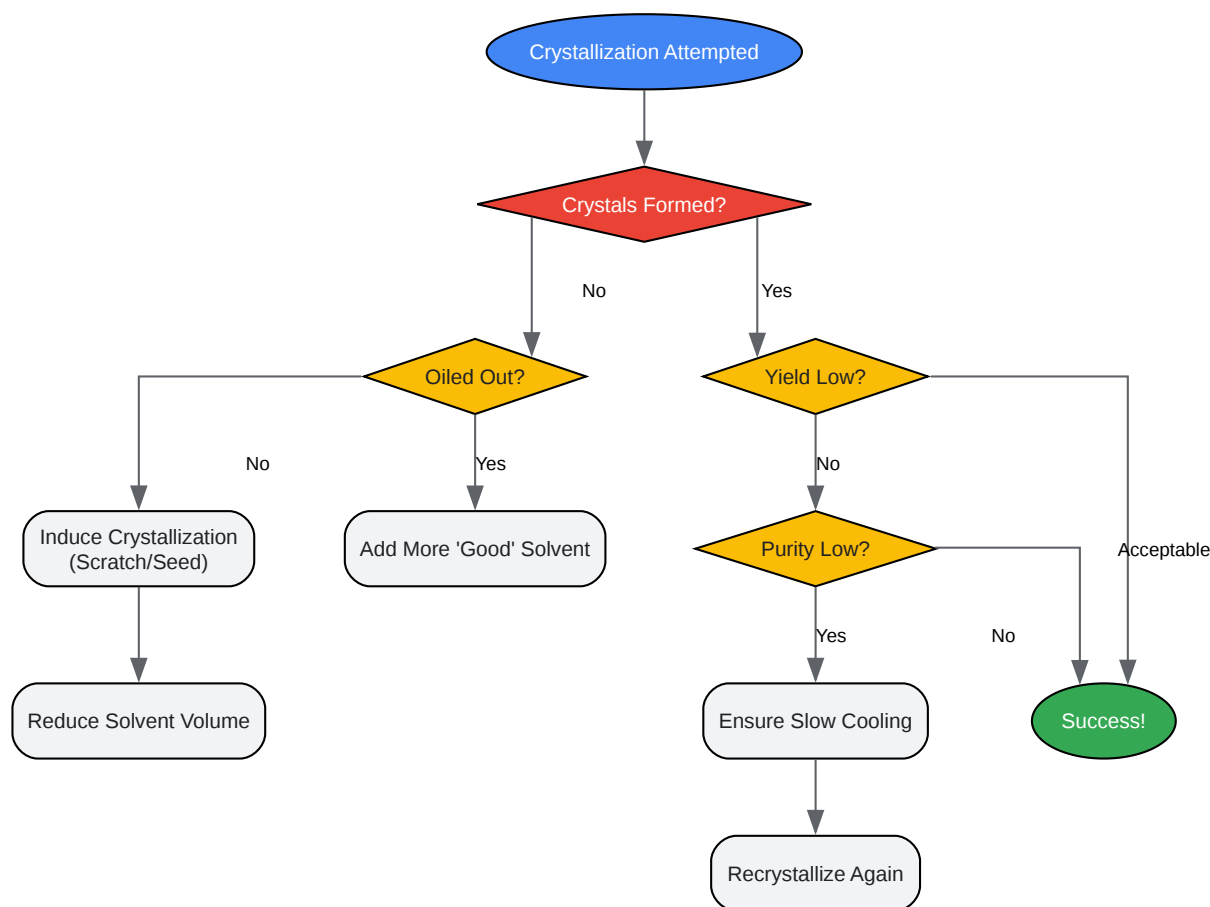 Crystallization Attempted
Crystals Formed?
No
Yes
Oiled Out?
Yield Low?
No
Yes
No
Induce Crystallization
(Scratch/Seed)
Add More 'Good' Solvent
Purity Low?
Acceptable
Yes
No
Reduce Solvent Volume
Ensure Slow Cooling
Success!
Recrystallize Again